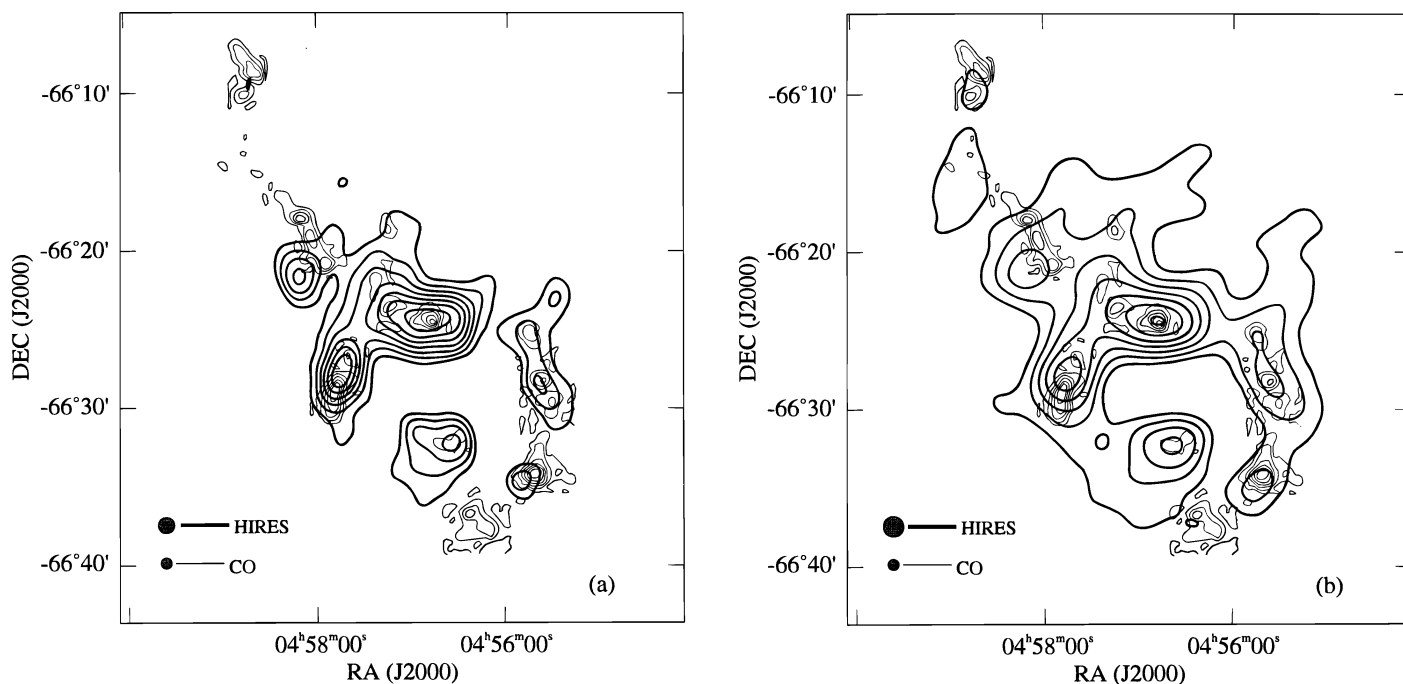 -66°10'
-66°20'
-66°30'
-66°40'
DEC (J2000)
HIRES
CO
(a)
04ʰ58ᵐ00ˢ
04ʰ56ᵐ00ˢ
RA (J2000)
-66°10'
-66°20'
-66°30'
-66°40'
DEC (J2000)
HIRES
CO
(b)
04ʰ58ᵐ00ˢ
04ʰ56ᵐ00ˢ
RA (J2000)